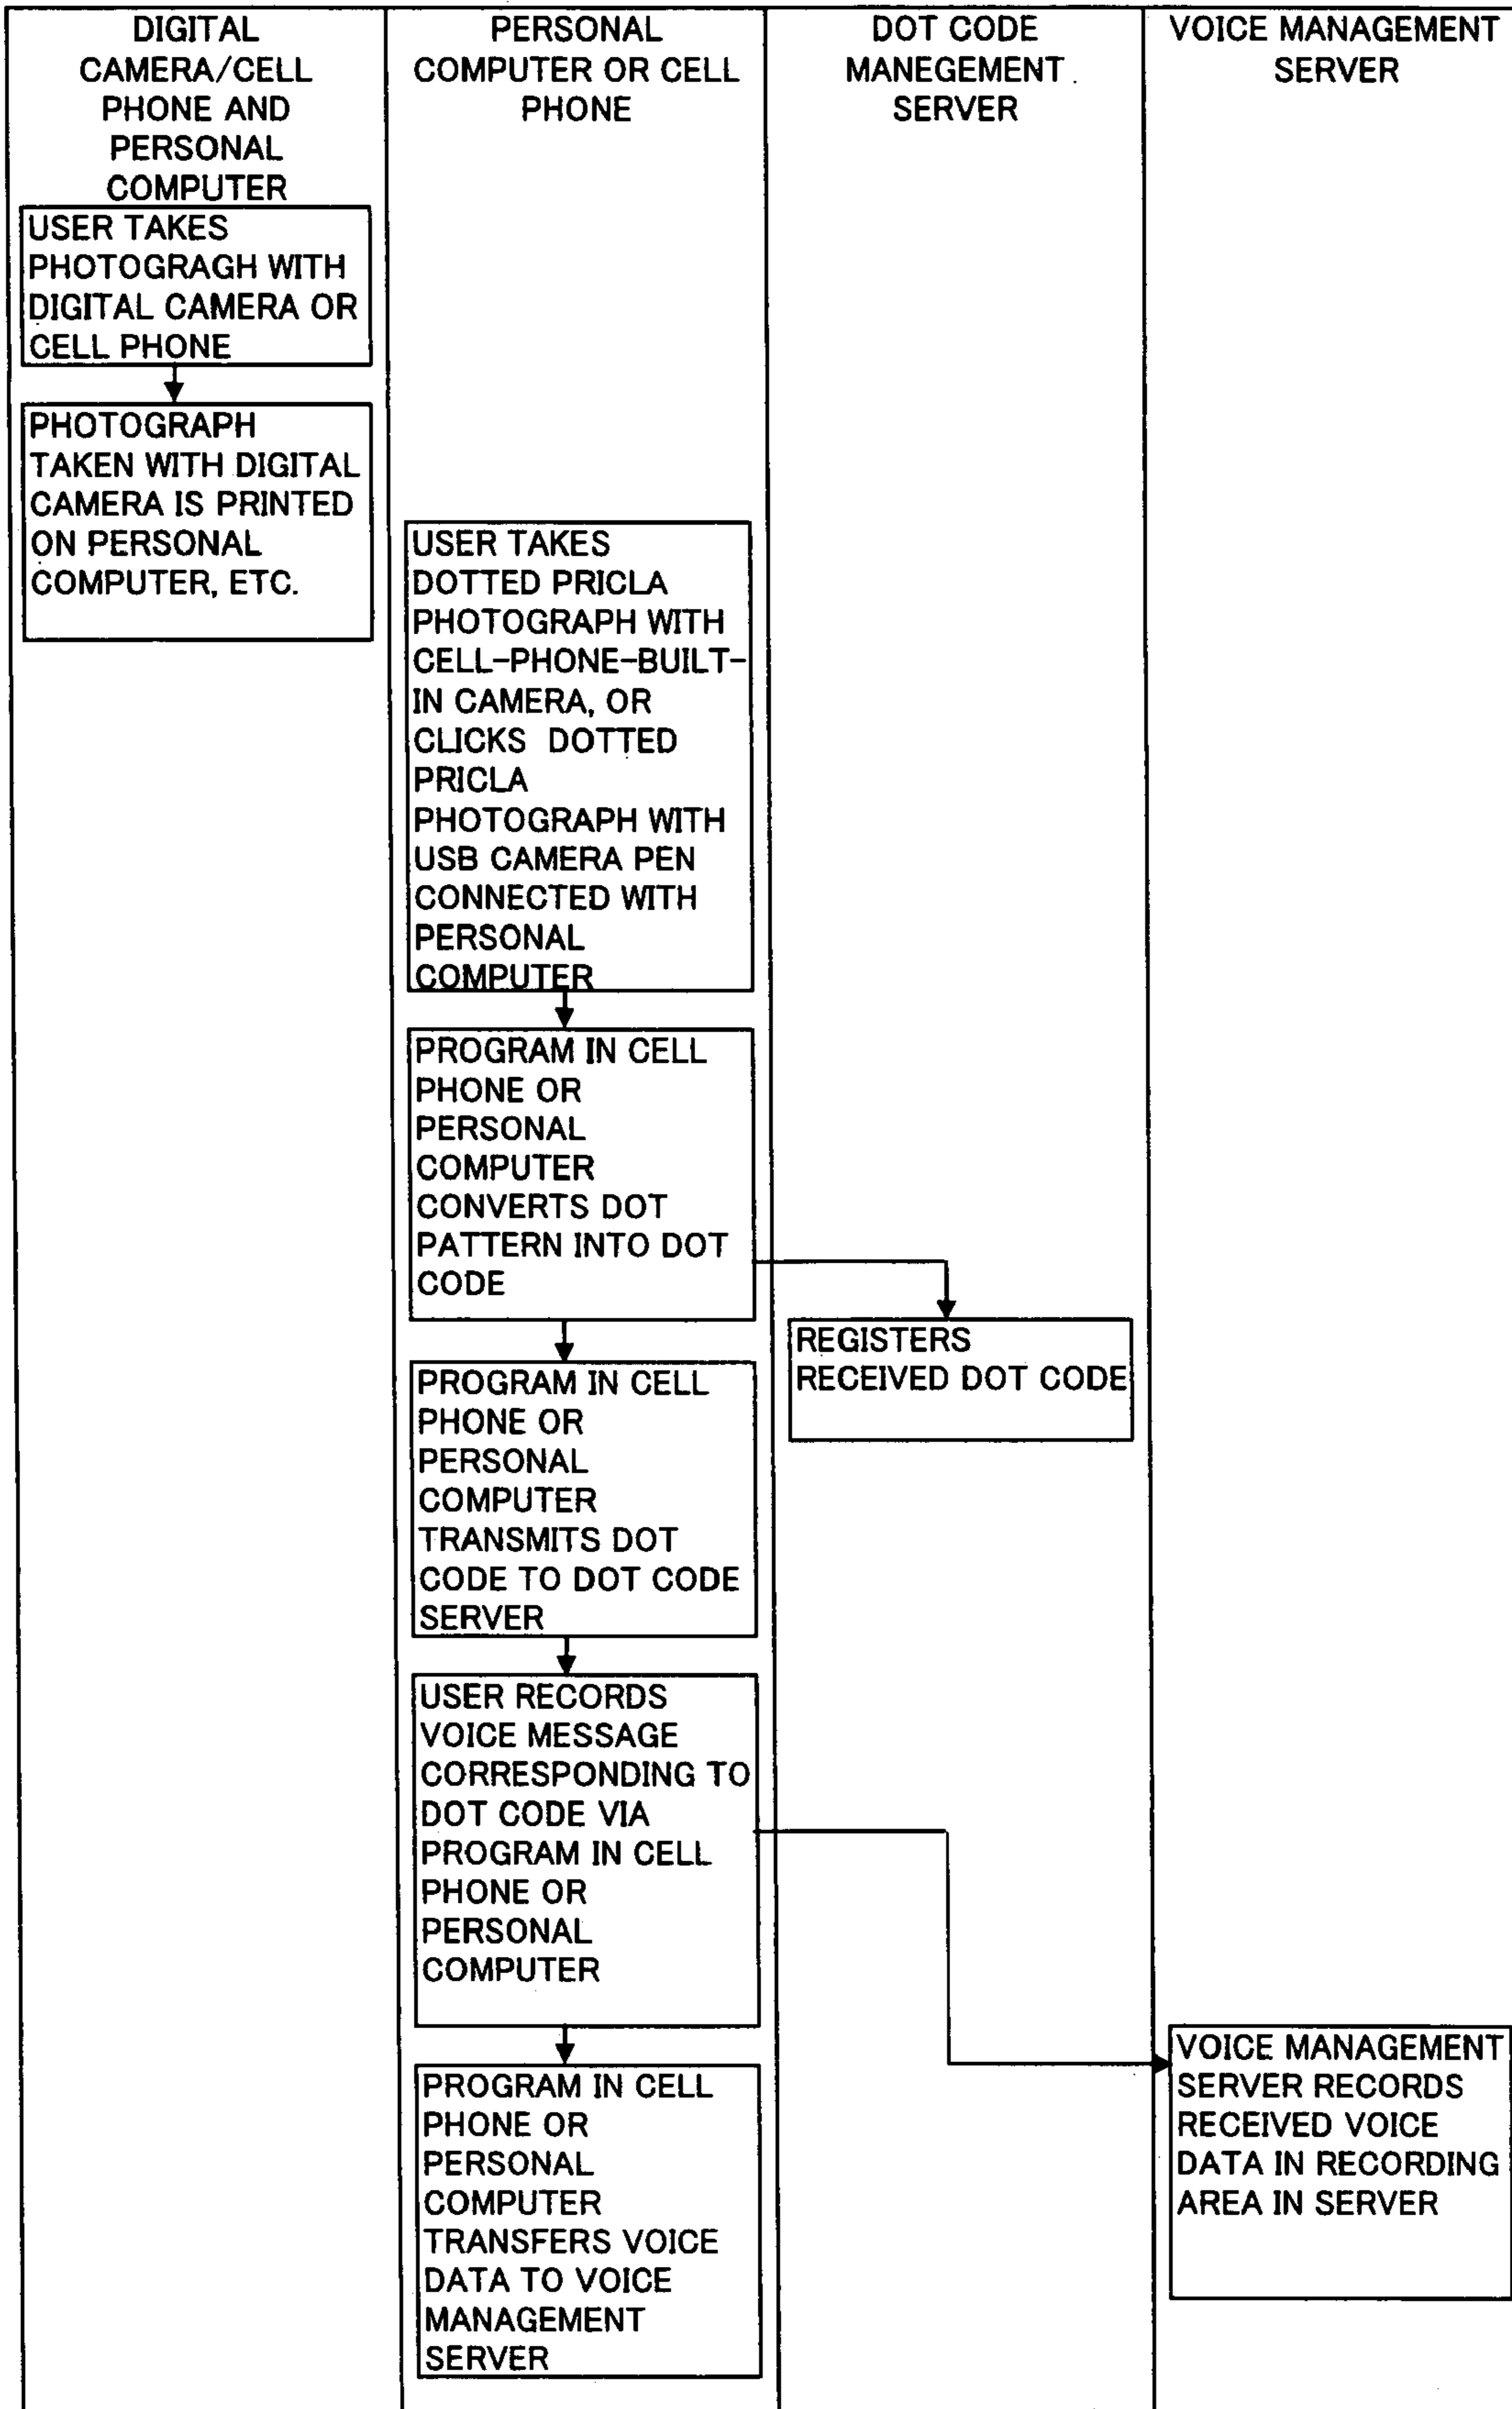 DIGITAL
CAMERA/CELL
PHONE AND
PERSONAL
COMPUTER
PERSONAL
COMPUTER OR CELL
PHONE
DOT CODE
MANEGEMENT
SERVER
VOICE MANAGEMENT
SERVER
USER TAKES
PHOTOGRAGH WITH
DIGITAL CAMERA OR
CELL PHONE
PHOTOGRAPH
TAKEN WITH DIGITAL
CAMERA IS PRINTED
ON PERSONAL
COMPUTER, ETC.
USER TAKES
DOTTED PRICLA
PHOTOGRAPH WITH
CELL-PHONE-BUILT-
IN CAMERA, OR
CLICKS DOTTED
PRICLA
PHOTOGRAPH WITH
USB CAMERA PEN
CONNECTED WITH
PERSONAL
COMPUTER
PROGRAM IN CELL
PHONE OR
PERSONAL
COMPUTER
CONVERTS DOT
PATTERN INTO DOT
CODE
REGISTERS
RECEIVED DOT CODE
PROGRAM IN CELL
PHONE OR
PERSONAL
COMPUTER
TRANSMITS DOT
CODE TO DOT CODE
SERVER
USER RECORDS
VOICE MESSAGE
CORRESPONDING TO
DOT CODE VIA
PROGRAM IN CELL
PHONE OR
PERSONAL
COMPUTER
VOICE MANAGEMENT
SERVER RECORDS
RECEIVED VOICE
DATA IN RECORDING
AREA IN SERVER
PROGRAM IN CELL
PHONE OR
PERSONAL
COMPUTER
TRANSFERS VOICE
DATA TO VOICE
MANAGEMENT
SERVER